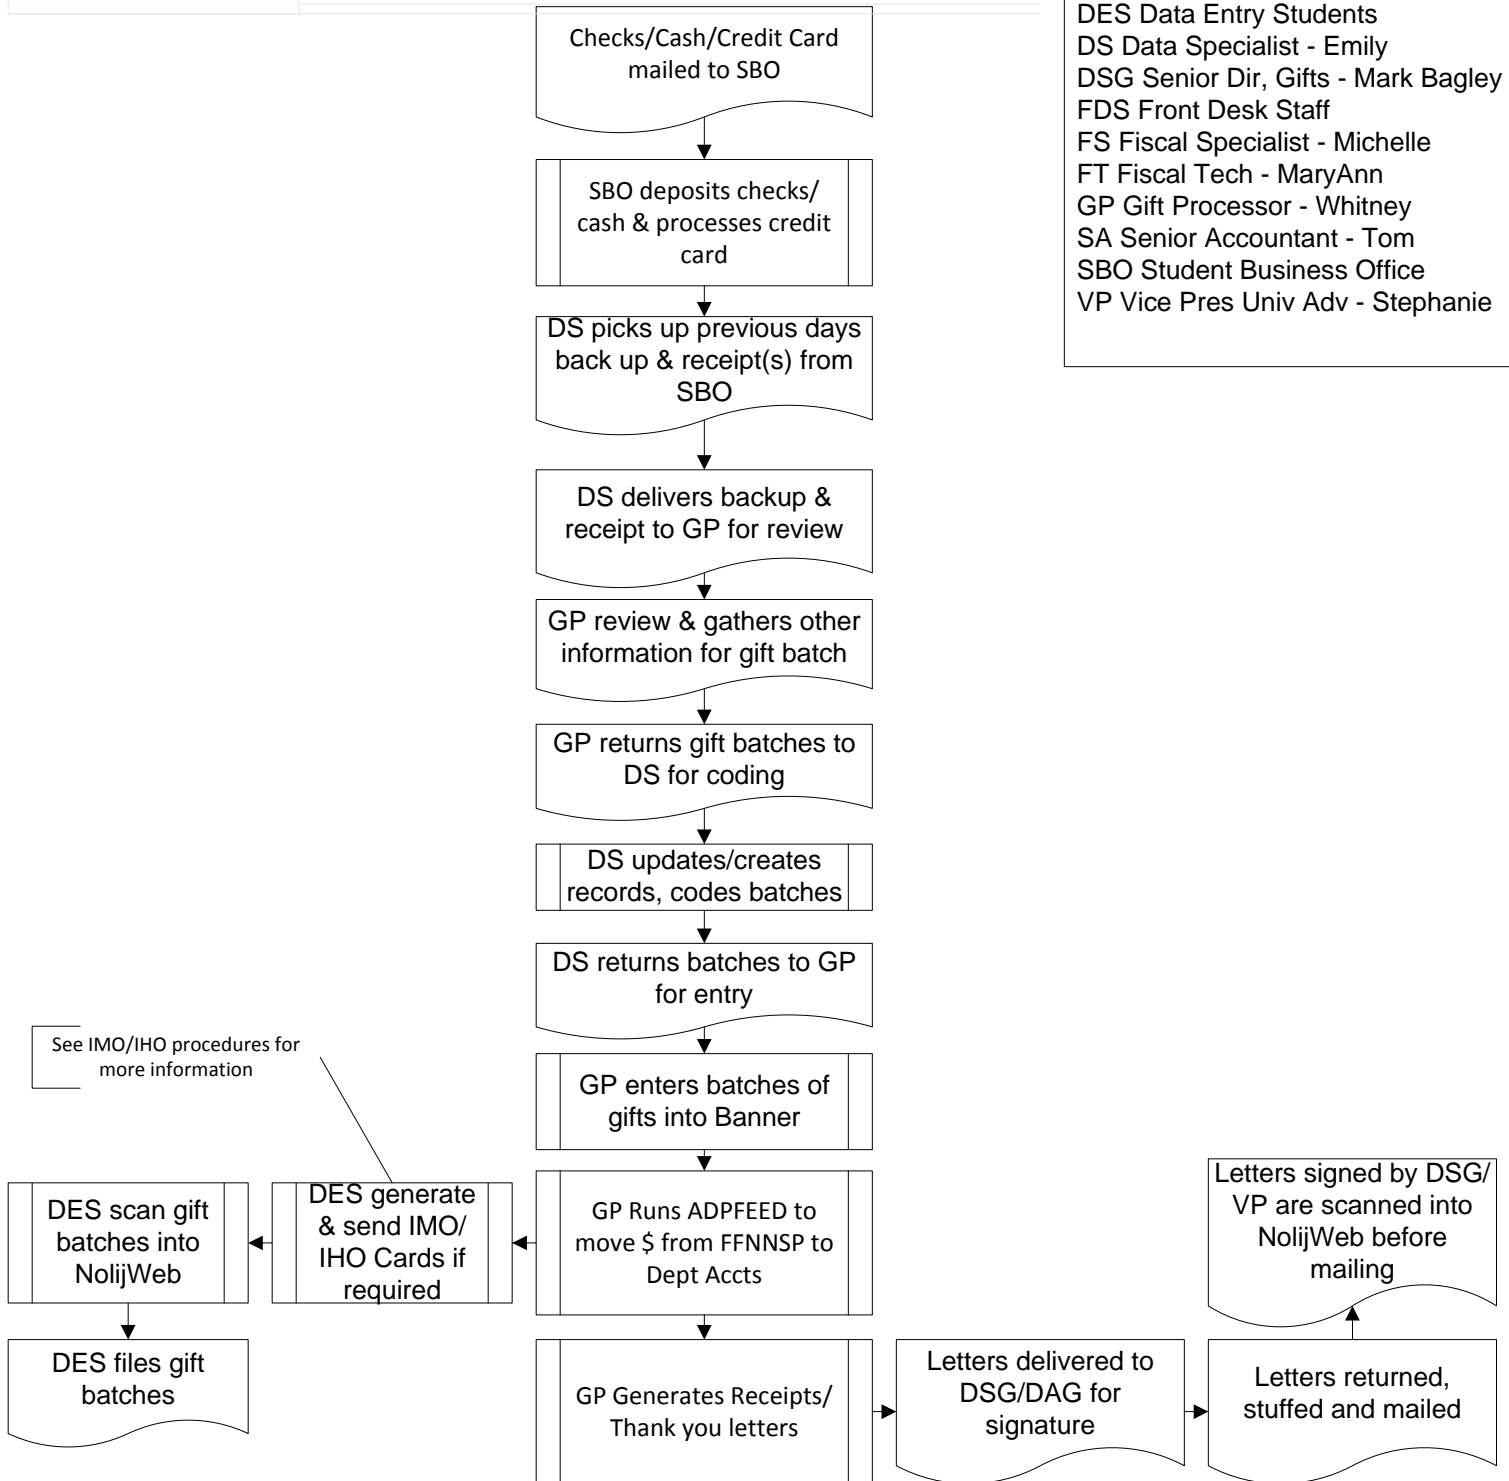 Checks/Cash/Credit Card
mailed to SBO
SBO deposits checks/
cash & processes credit
card
DS picks up previous days
back up & receipt(s) from
SBO
DS delivers backup &
receipt to GP for review
GP review & gathers other
information for gift batch
GP returns gift batches to
DS for coding
DS updates/creates
records, codes batches
DS returns batches to GP
for entry
GP enters batches of
gifts into Banner
GP Runs ADPFEED to
move $ from FFNNSP to
Dept Accts
GP Generates Receipts/
Thank you letters
See IMO/IHO procedures for
more information
DES generate
& send IMO/
IHO Cards if
required
DES scan gift
batches into
NolijWeb
DES files gift
batches
Letters delivered to
DSG/DAG for
signature
Letters returned,
stuffed and mailed
Letters signed by DSG/
VP are scanned into
NolijWeb before
mailing
DES Data Entry Students
DS Data Specialist - Emily
DSG Senior Dir, Gifts - Mark Bagley
FDS Front Desk Staff
FS Fiscal Specialist - Michelle
FT Fiscal Tech - MaryAnn
GP Gift Processor - Whitney
SA Senior Accountant - Tom
SBO Student Business Office
VP Vice Pres Univ Adv - Stephanie